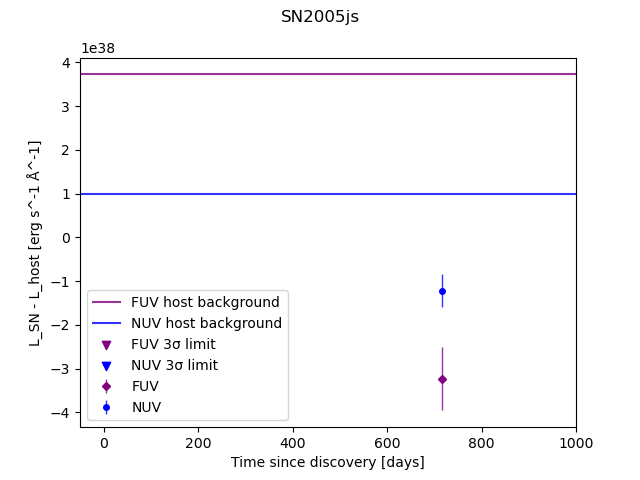 SN2005js
1e38
L_SN - L_host [erg s^-1 Å^-1]
4
3
2
1
0
−1
−2
−3
−4
FUV host background
NUV host background
FUV 3σ limit
NUV 3σ limit
FUV
NUV
0 200 400 600 800 1000
Time since discovery [days]